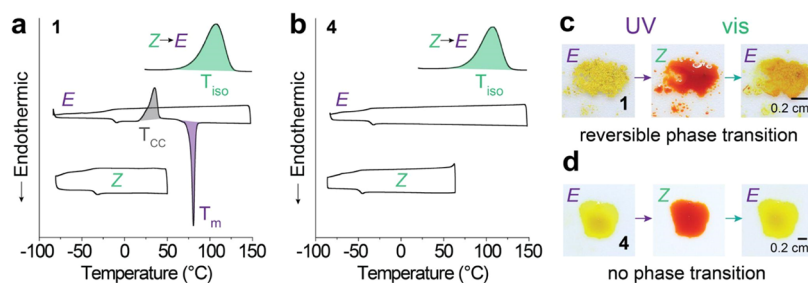 a 1
Z→E
T_iso
E
T_CC
Z
T_m
← Endothermic
-100 -50 0 50 100 150
Temperature (°C)
b 4
Z→E
T_iso
E
Z
← Endothermic
-100 -50 0 50 100 150
Temperature (°C)
c UV vis
E Z E
1 0.2 cm
reversible phase transition
d
E Z E
4 0.2 cm
no phase transition